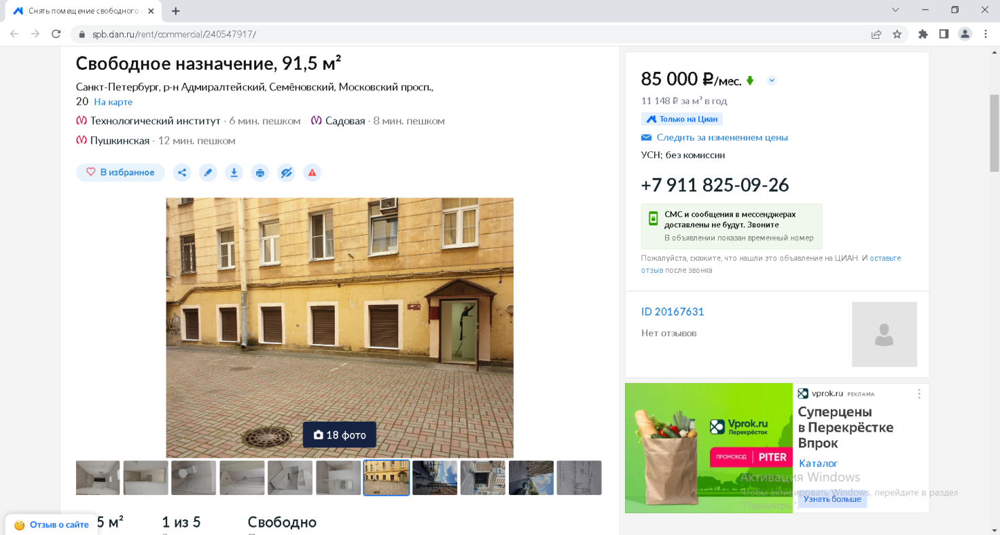 Снять помещение свободного
spb.cian.ru/rent/commercial/240547917/
Свободное назначение, 91,5 м²
Санкт-Петербург, р-н Адмиралтейский, Семёновский, Московский просп.,
20 На карте
Технологический институт · 6 мин. пешком Садовая · 8 мин. пешком
Пушкинская · 12 мин. пешком
В избранное
18 фото
5 м²
1 из 5
Свободно
Отзыв о сайте
85 000 ₽/мес.
11 148 ₽ за м² в год
Только на Циан
Следить за изменением цены
УСН; без комиссии
+7 911 825-09-26
СМС и сообщения в мессенджерах
доставлены не будут. Звоните
В объявлении показан временный номер
Пожалуйста, скажите, что нашли это объявление на ЦИАН. И оставьте
отзыв после звонка
ID 20167631
Нет отзывов
Vprok.ru
Перекрёсток
ПРОМОКОД PITER
vprok.ru РЕКЛАМА
Суперцены
в Перекрёстке
Впрок
Каталог
Узнать больше
Активация Windows
Чтобы активировать Windows, перейдите в раздел
"Параметры".